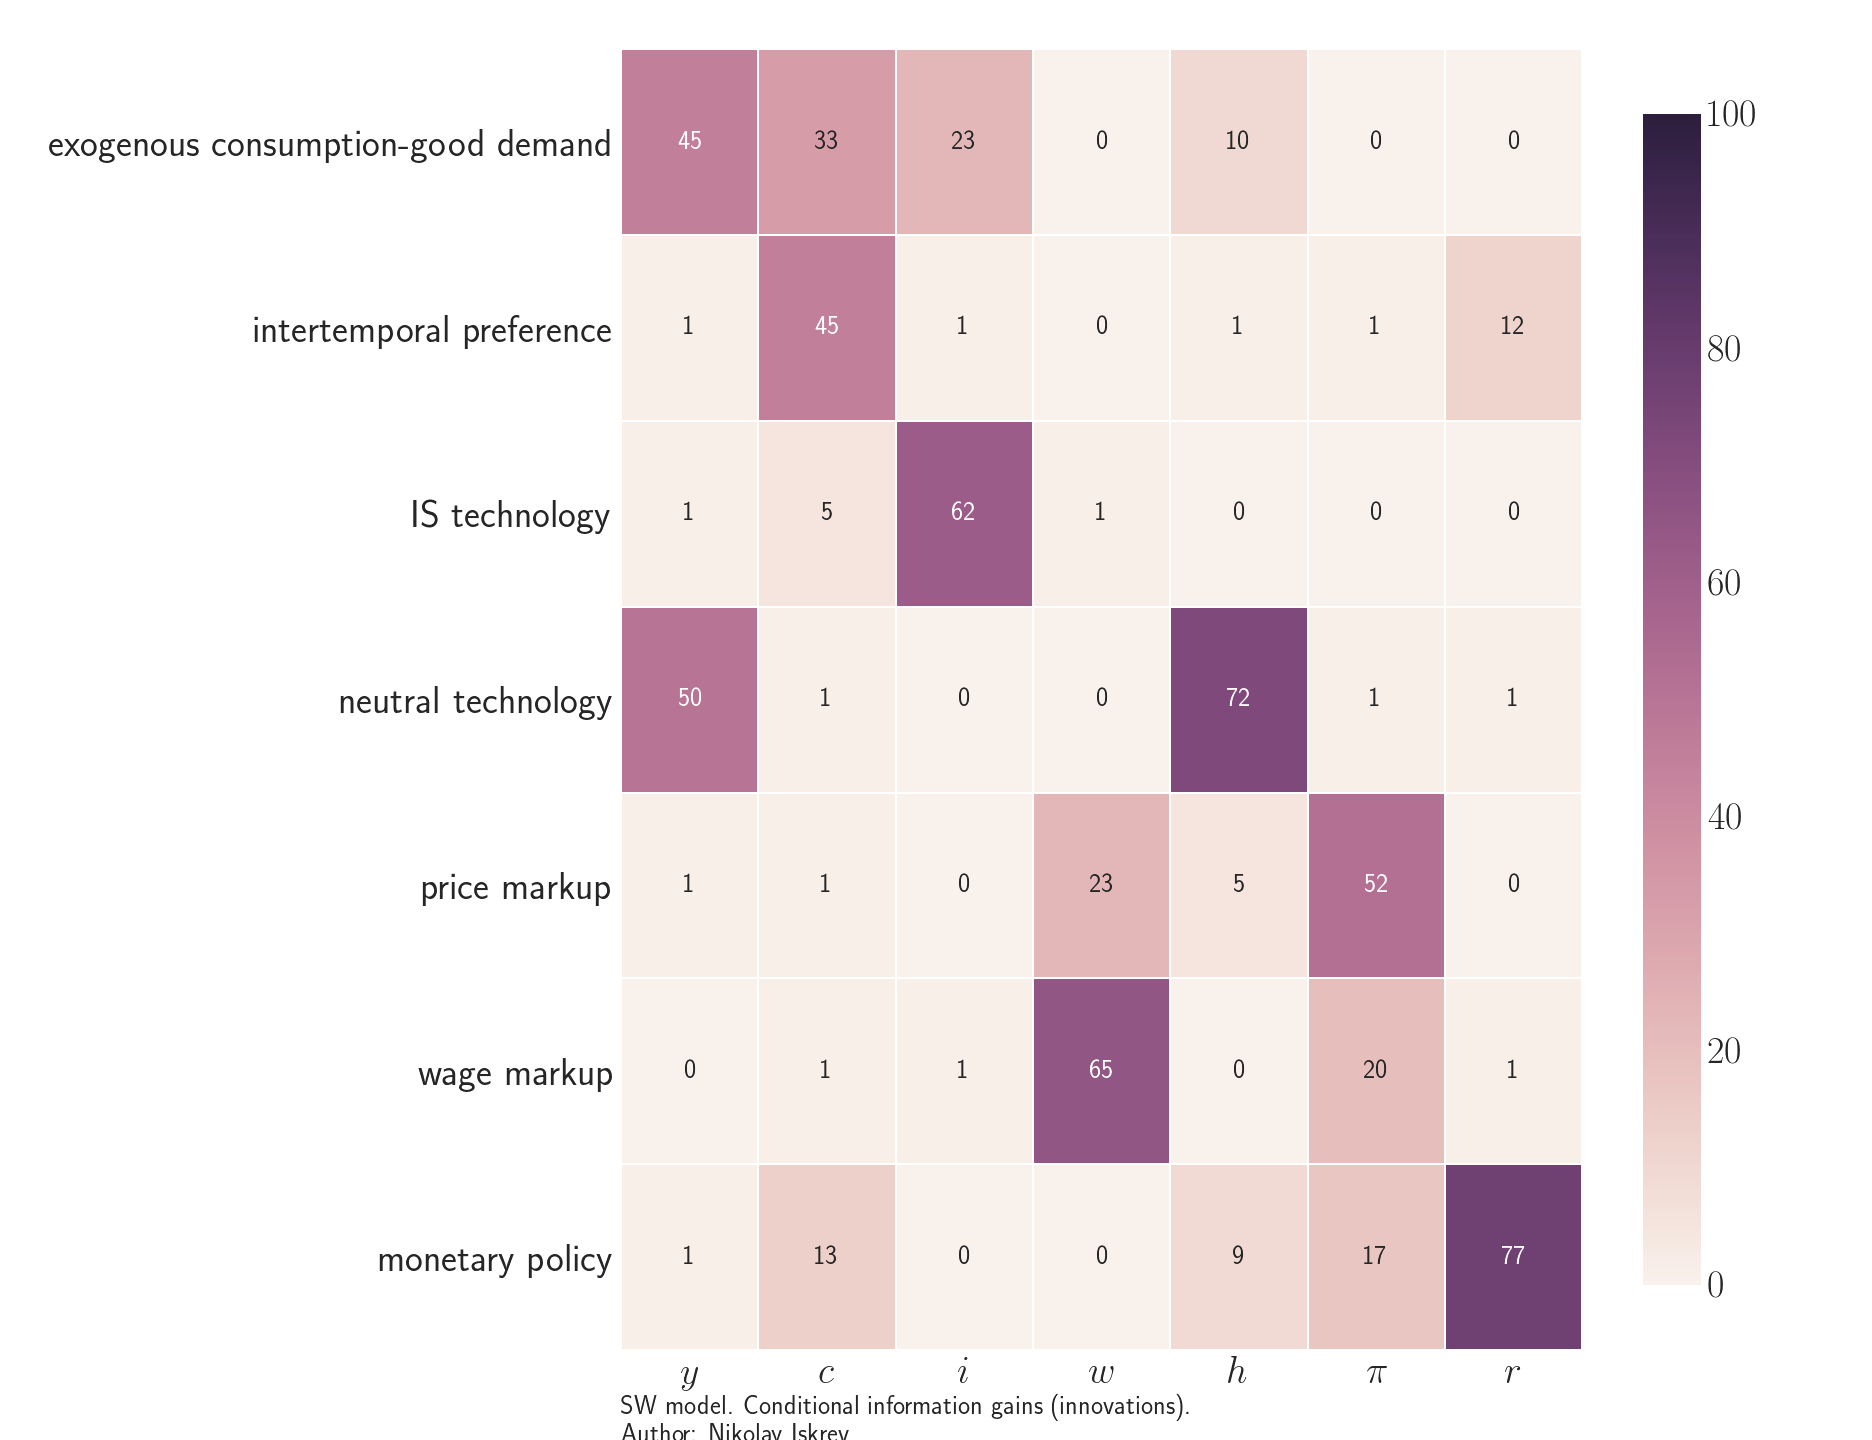 exogenous consumption-good demand 45 33 23 0 10 0 0
intertemporal preference 1 45 1 0 1 1 12
IS technology 1 5 62 1 0 0 0
neutral technology 50 1 0 0 72 1 1
price markup 1 1 0 23 5 52 0
wage markup 0 1 1 65 0 20 1
monetary policy 1 13 0 0 9 17 77
y c i w h π r
100
80
60
40
20
0
SW model. Conditional information gains (innovations).
Author: Nikolay Iskrev